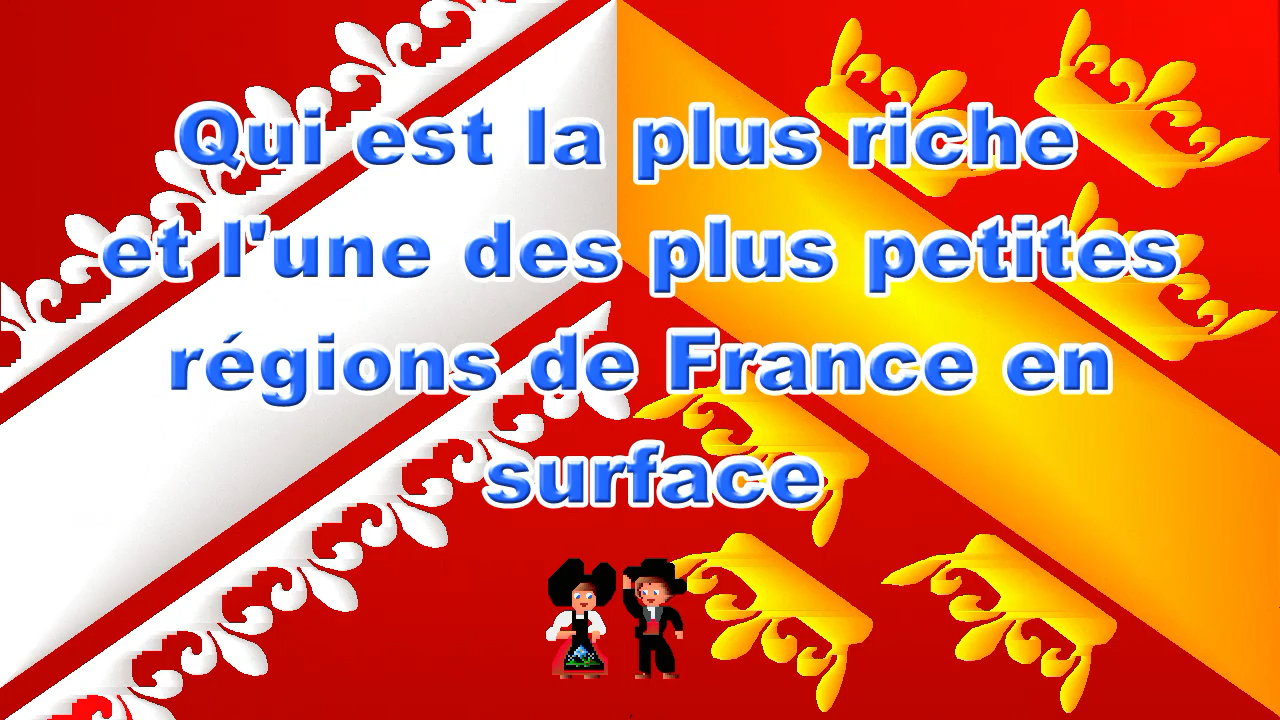 Qui est la plus riche
et l'une des plus petites
régions de France en
surface